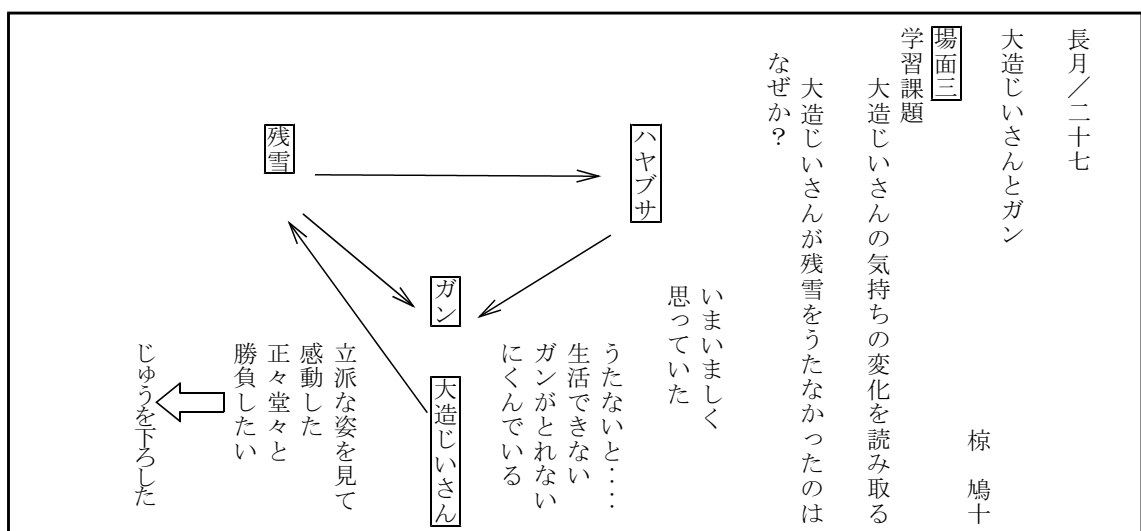 長月／二十七
大造じいさんとガン
椋　鳩十
場面三
学習課題
大造じいさんの気持ちの変化を読み取る
大造じいさんが残雪をうたなかったのは
なぜか？
いまいましく
思っていた
ハヤブサ
うたないと‥‥
生活できない
ガンがとれない
にくんでいる
ガン
大造じいさん
残雪
立派な姿を見て
感動した
正々堂々と
勝負したい
じゅうを下ろした